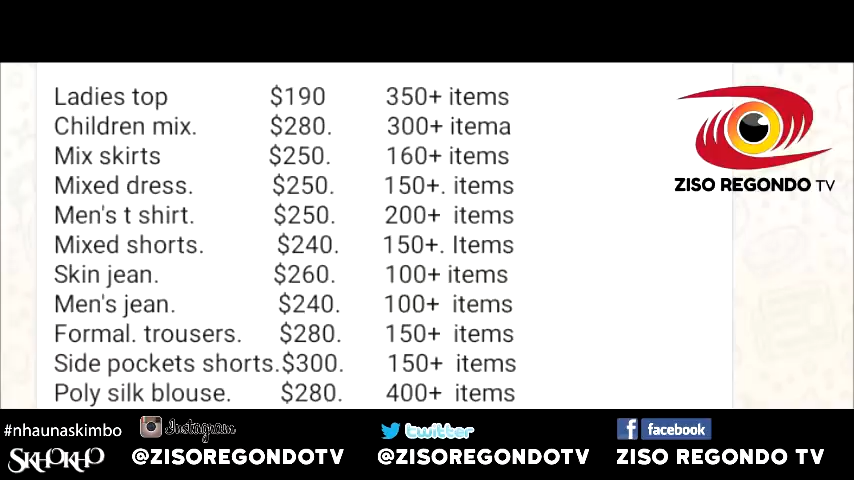 Ladies top $190 350+ items
Children mix. $280. 300+ itema
Mix skirts $250. 160+ items
Mixed dress. $250. 150+. items
Men's t shirt. $250. 200+ items
Mixed shorts. $240. 150+. Items
Skin jean. $260. 100+ items
Men's jean. $240. 100+ items
Formal. trousers. $280. 150+ items
Side pockets shorts. $300. 150+ items
Poly silk blouse. $280. 400+ items
ZISO REGONDO TV
#nhaunaskimbo Instagram twitter facebook
SKHOKHO @ZISOREGONDOTV @ZISOREGONDOTV ZISO REGONDO TV